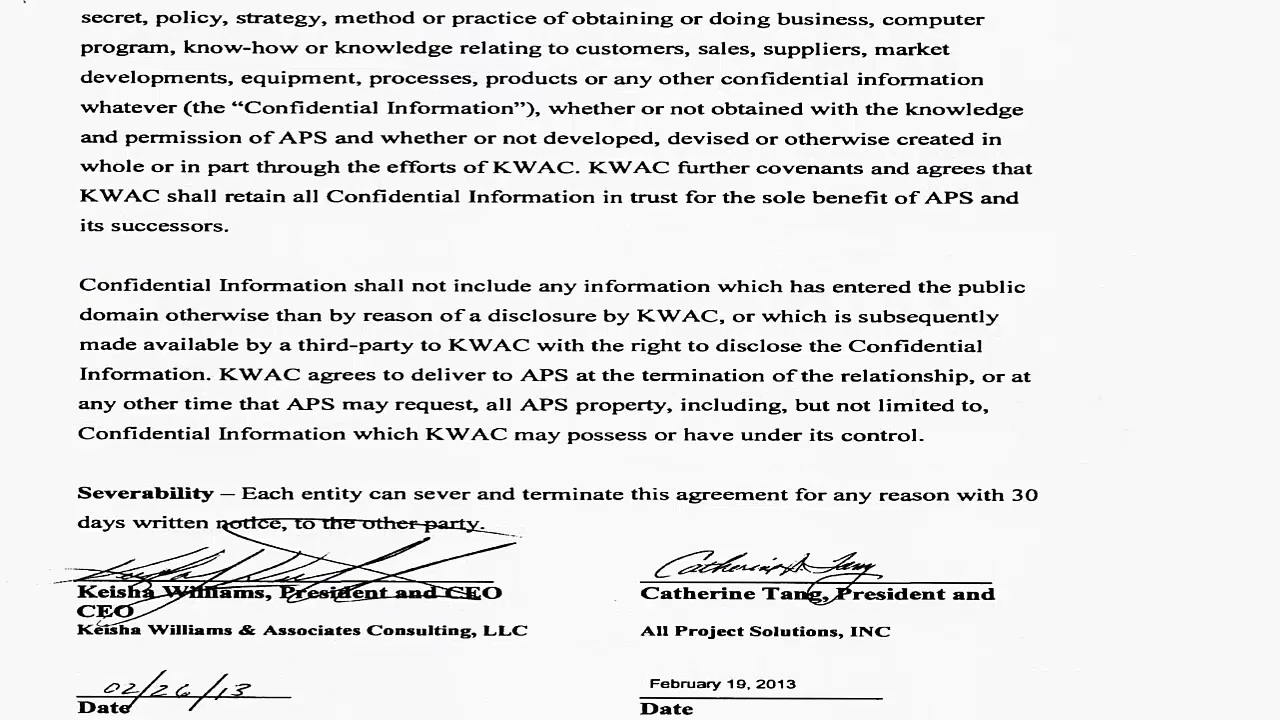 secret, policy, strategy, method or practice of obtaining or doing business, computer
program, know-how or knowledge relating to customers, sales, suppliers, market
developments, equipment, processes, products or any other confidential information
whatever (the “Confidential Information”), whether or not obtained with the knowledge
and permission of APS and whether or not developed, devised or otherwise created in
whole or in part through the efforts of KWAC. KWAC further covenants and agrees that
KWAC shall retain all Confidential Information in trust for the sole benefit of APS and
its successors.
Confidential Information shall not include any information which has entered the public
domain otherwise than by reason of a disclosure by KWAC, or which is subsequently
made available by a third-party to KWAC with the right to disclose the Confidential
Information. KWAC agrees to deliver to APS at the termination of the relationship, or at
any other time that APS may request, all APS property, including, but not limited to,
Confidential Information which KWAC may possess or have under its control.
Severability – Each entity can sever and terminate this agreement for any reason with 30
days written notice, to the other party.
Catherine A. Tang
Keisha Williams, President and CEO
Catherine Tang, President and
CEO
Keisha Williams & Associates Consulting, LLC
All Project Solutions, INC
02/26/13
February 19, 2013
Date
Date